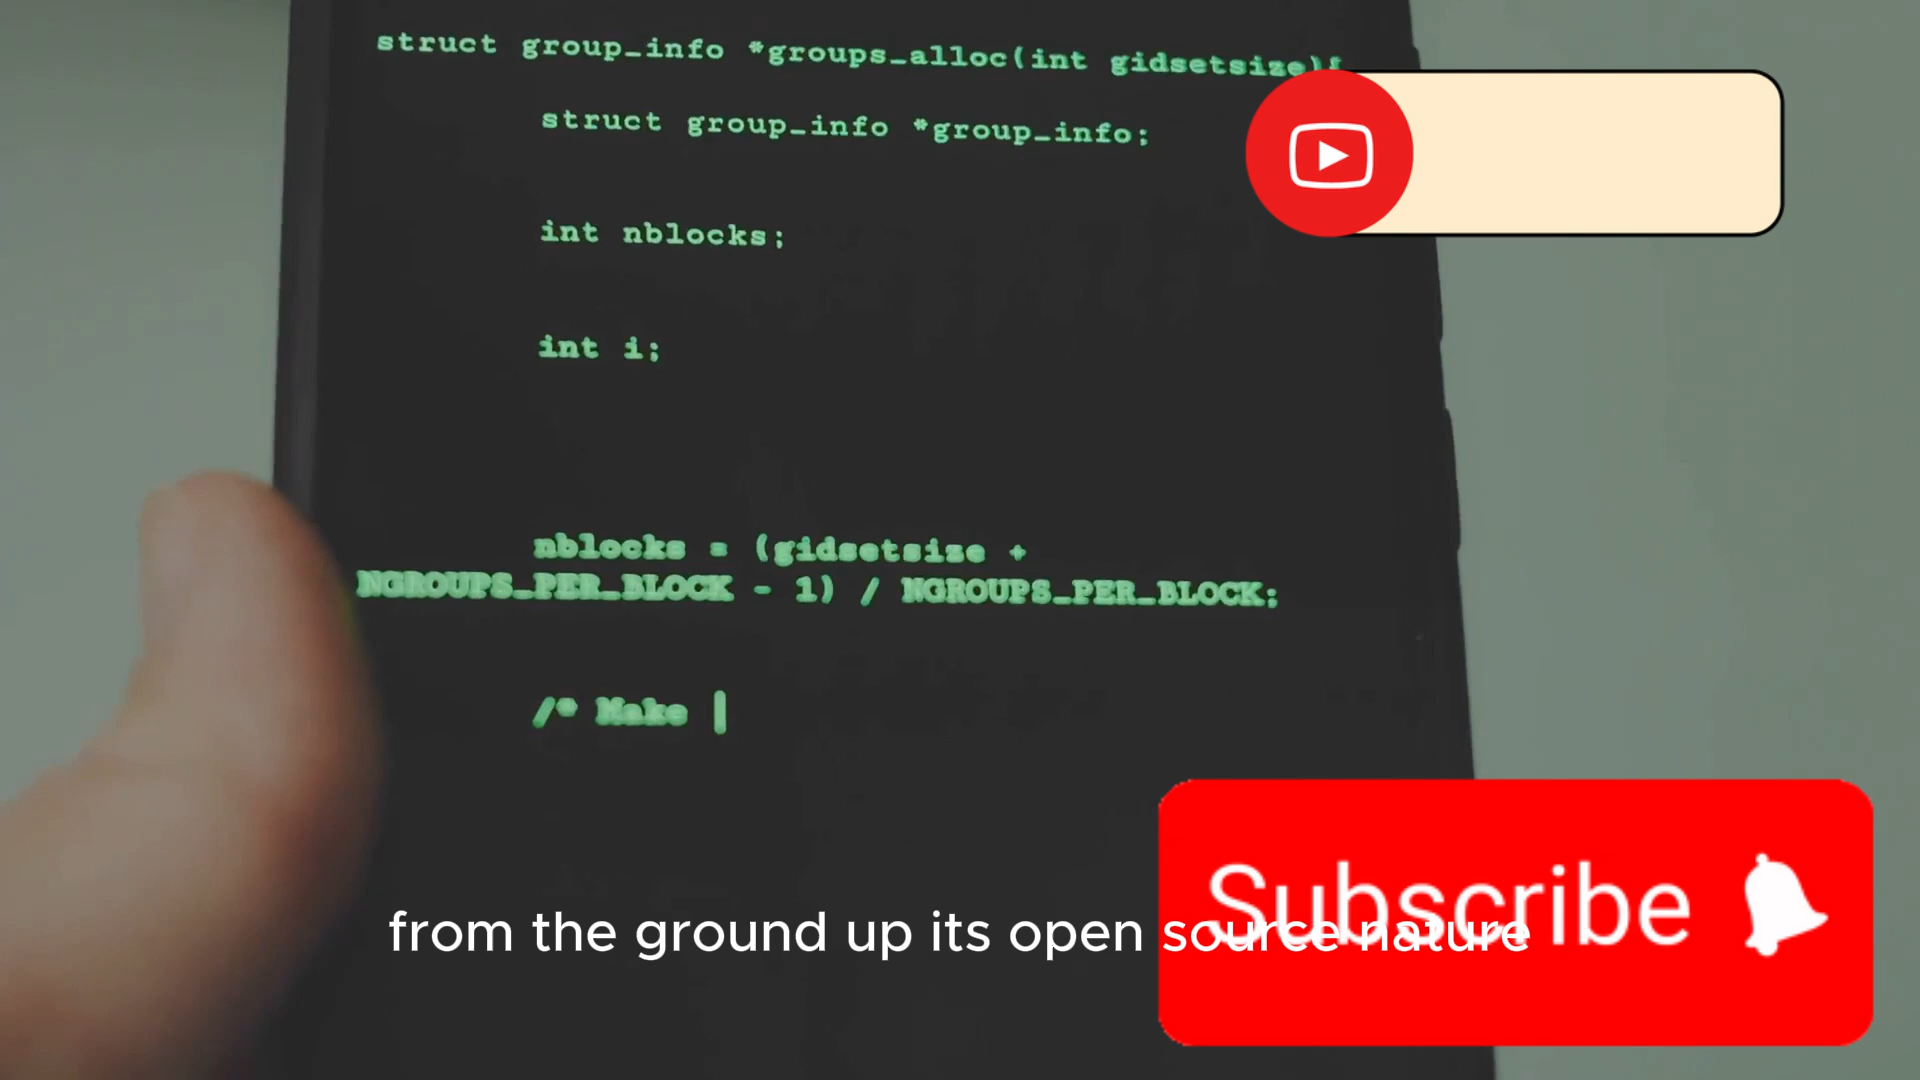 struct group_info *groups_alloc(int gidsetsize){
struct group_info *group_info;
int nblocks;
int i;
nblocks = (gidsetsize +
NGROUPS_PER_BLOCK - 1) / NGROUPS_PER_BLOCK;
/* Make
Subscribe
from the ground up its open source nature